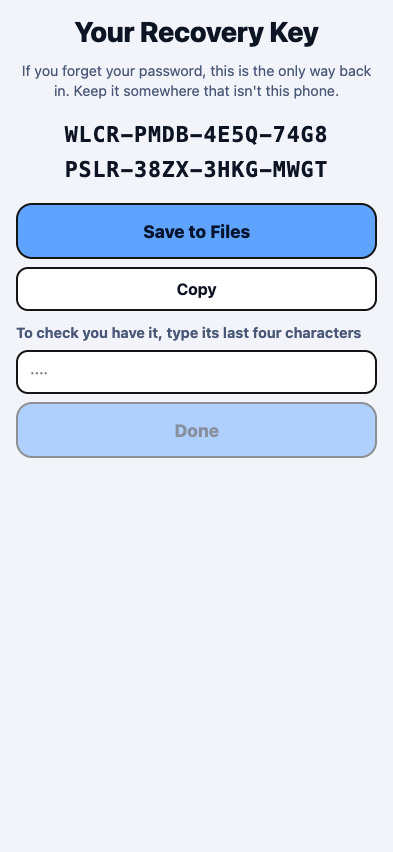 Your Recovery Key
If you forget your password, this is the only way back
in. Keep it somewhere that isn't this phone.
WLCR-PMDB-4E5Q-74G8
PSLR-38ZX-3HKG-MWGT
Save to Files
Copy
To check you have it, type its last four characters
....
Done